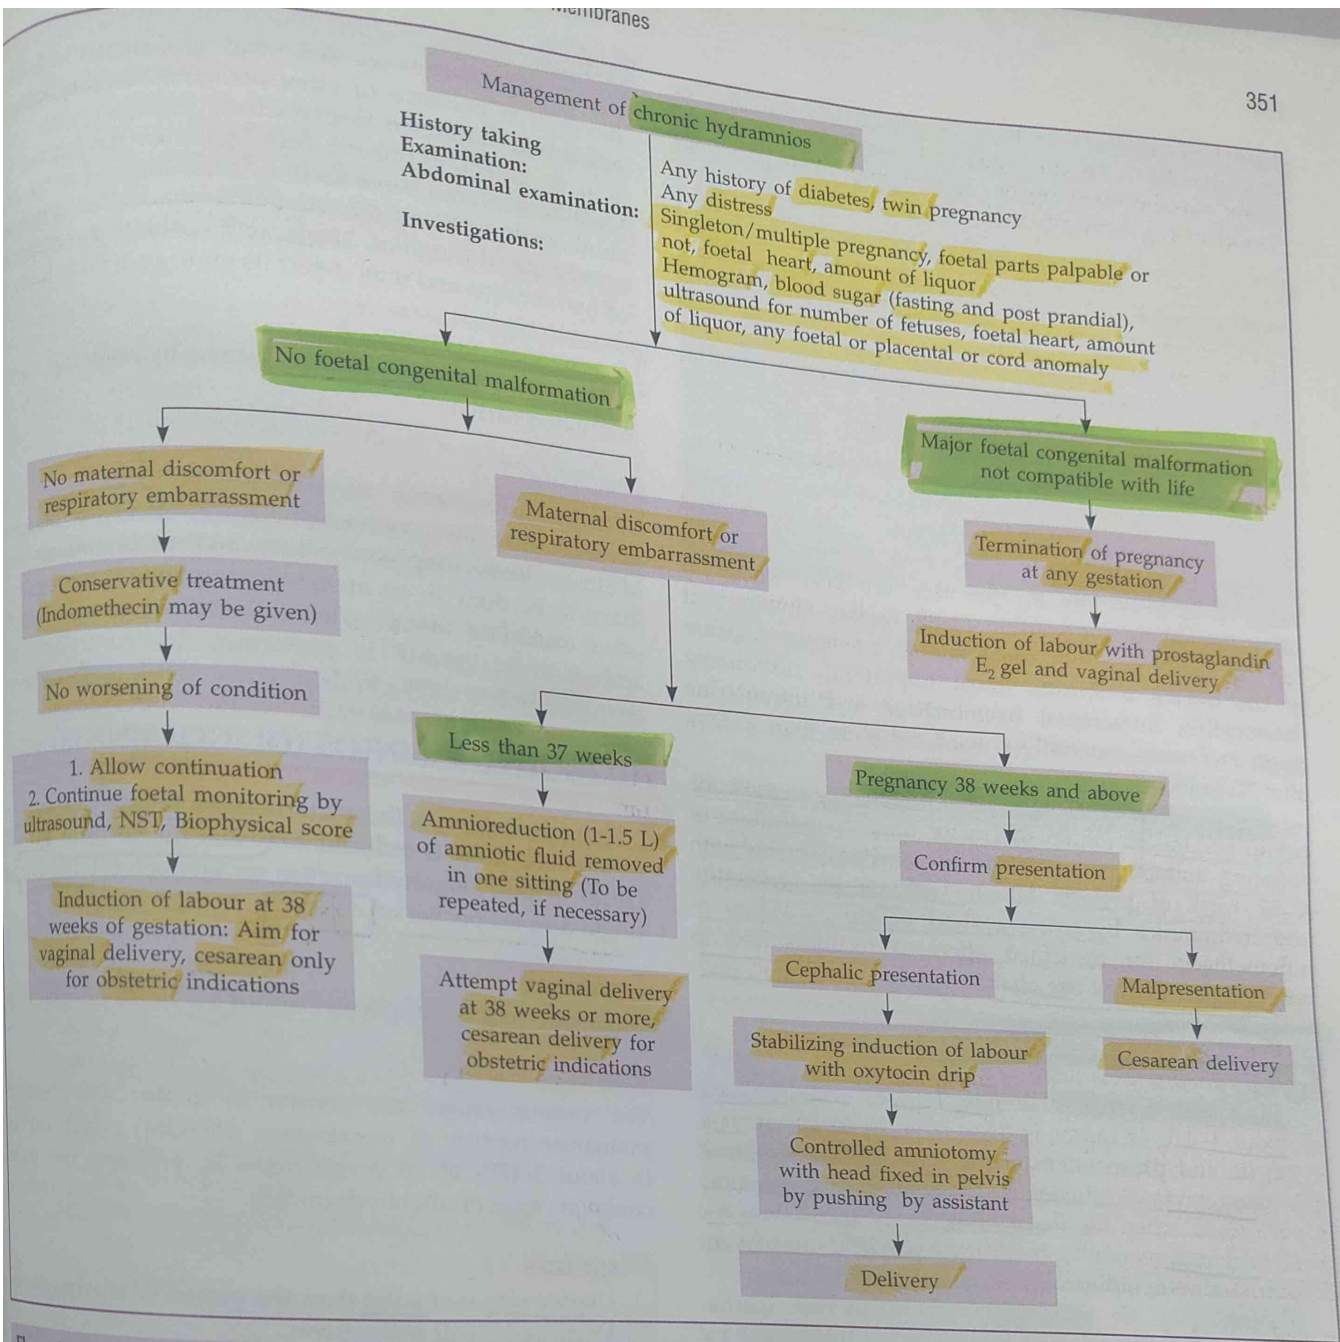 Membranes
351
Management of chronic hydramnios
History taking
Examination:
Abdominal examination:
Investigations:
Any history of diabetes, twin pregnancy
Any distress
Singleton/multiple pregnancy, foetal parts palpable or
not, foetal heart, amount of liquor
Hemogram, blood sugar (fasting and post prandial),
ultrasound for number of fetuses, foetal heart, amount
of liquor, any foetal or placental or cord anomaly
No foetal congenital malformation
Major foetal congenital malformation
not compatible with life
No maternal discomfort or
respiratory embarrassment
Conservative treatment
(Indomethecin may be given)
No worsening of condition
1. Allow continuation
2. Continue foetal monitoring by
ultrasound, NST, Biophysical score
Induction of labour at 38
weeks of gestation: Aim for
vaginal delivery, cesarean only
for obstetric indications
Maternal discomfort or
respiratory embarrassment
Less than 37 weeks
Amnioreduction (1-1.5 L)
of amniotic fluid removed
in one sitting (To be
repeated, if necessary)
Attempt vaginal delivery
at 38 weeks or more,
cesarean delivery for
obstetric indications
Pregnancy 38 weeks and above
Confirm presentation
Cephalic presentation
Stabilizing induction of labour
with oxytocin drip
Controlled amniotomy
with head fixed in pelvis
by pushing by assistant
Delivery
Malpresentation
Cesarean delivery
Termination of pregnancy
at any gestation
Induction of labour with prostaglandin
E₂ gel and vaginal delivery